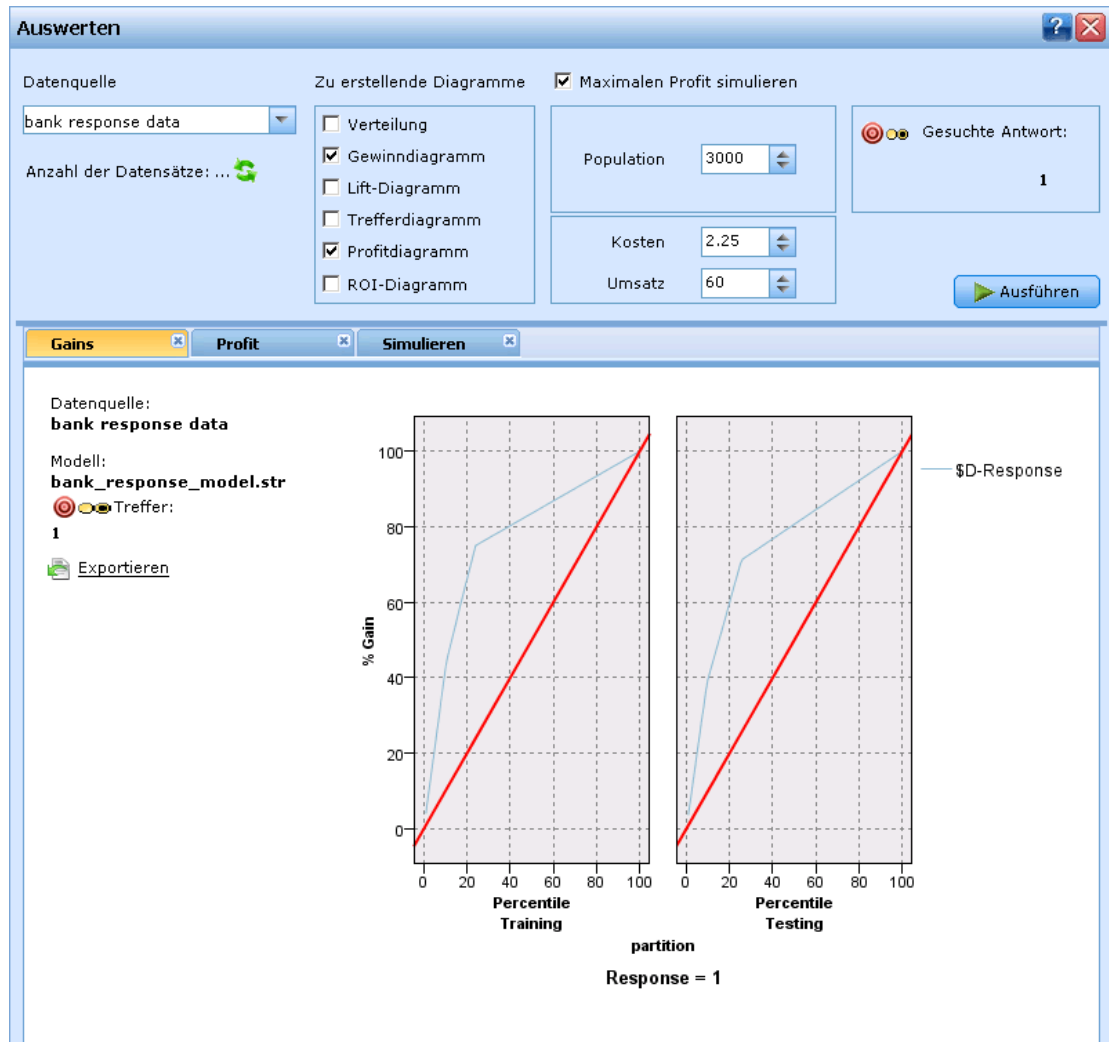 Auswerten
Datenquelle
bank response data
Anzahl der Datensätze: ...
Zu erstellende Diagramme
Verteilung
Gewinndiagramm
Lift-Diagramm
Trefferdiagramm
Profitdiagramm
ROI-Diagramm
Maximalen Profit simulieren
Population 3000
Kosten 2.25
Umsatz 60
Gesuchte Antwort:
1
Ausführen
Gains
Profit
Simulieren
Datenquelle:
bank response data
Modell:
bank_response_model.str
Treffer:
1
Exportieren
% Gain
100
80
60
40
20
0
0 20 40 60 80 100
Percentile
Training
0 20 40 60 80 100
Percentile
Testing
partition
Response = 1
$D-Response